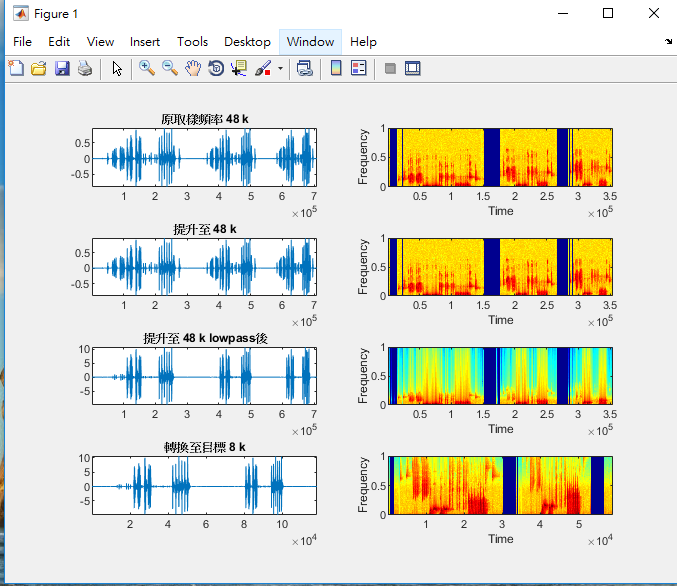 Figure 1
File Edit View Insert Tools Desktop Window Help
原取樣頻率 48 k
0.5
0
-0.5
1 2 3 4 5 6 7
×10^5
Frequency
1
0.5
0
0.5 1 1.5 2 2.5 3 3.5
Time
×10^5
提升至 48 k
0.5
0
-0.5
1 2 3 4 5 6 7
×10^5
Frequency
1
0.5
0
0.5 1 1.5 2 2.5 3 3.5
Time
×10^5
提升至 48 k lowpass後
10
5
0
-5
1 2 3 4 5 6 7
×10^5
Frequency
1
0.5
0
0.5 1 1.5 2 2.5 3 3.5
Time
×10^5
轉換至目標 8 k
10
5
0
-5
2 4 6 8 10
×10^4
Frequency
1
0.5
0
1 2 3 4 5
Time
×10^4